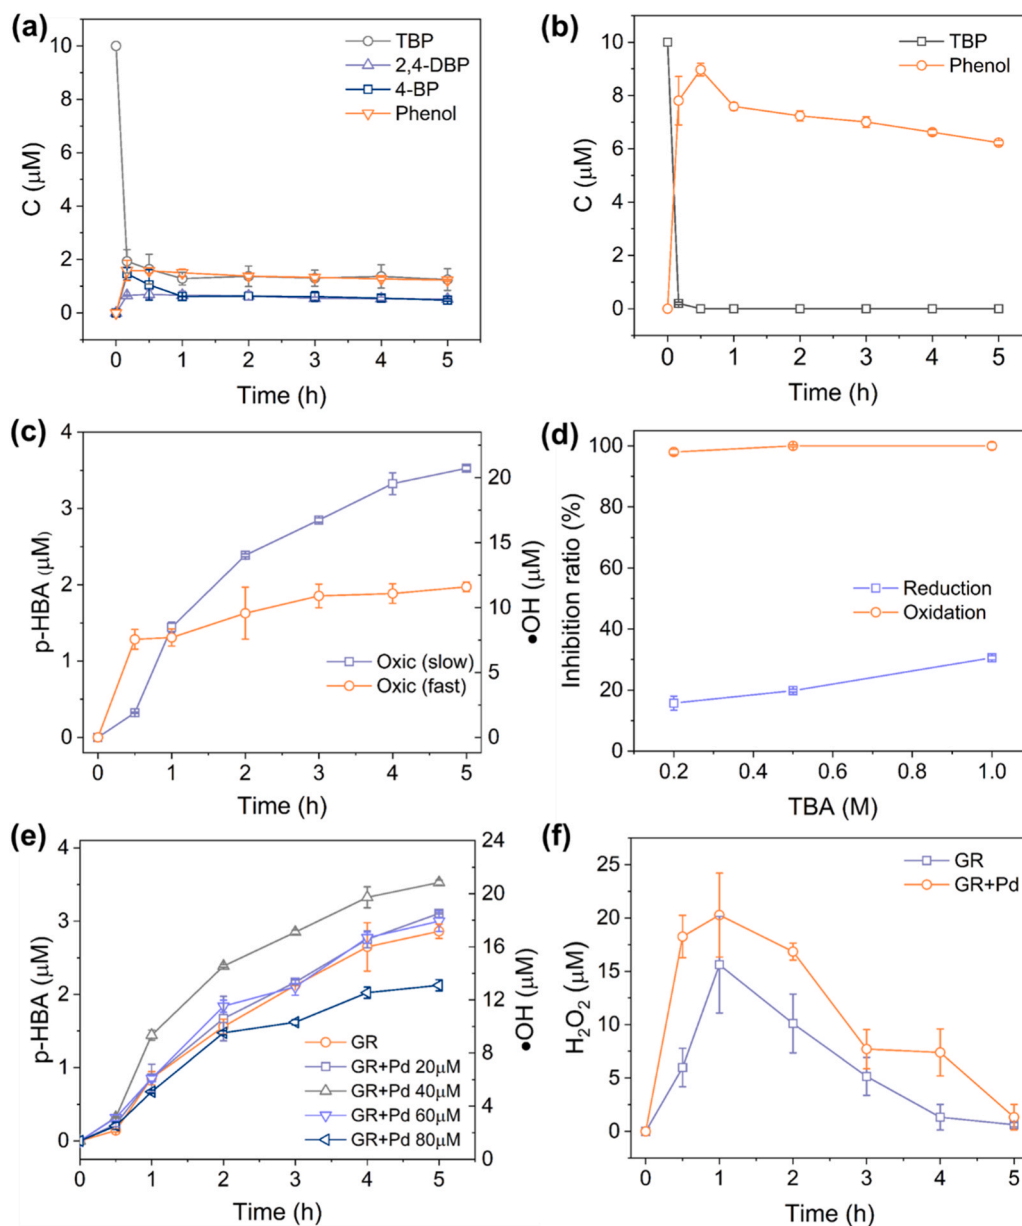 (a)
TBP
2,4-DBP
4-BP
Phenol
C (μM)
10
8
6
4
2
0
0 1 2 3 4 5
Time (h)
(b)
TBP
Phenol
C (μM)
10
8
6
4
2
0
0 1 2 3 4 5
Time (h)
(c)
p-HBA (μM)
4
3
2
1
0
Oxic (slow)
Oxic (fast)
20
15
10
5
0
●OH (μM)
0 1 2 3 4 5
Time (h)
(d)
Inhibition ratio (%)
100
80
60
40
20
0
Reduction
Oxidation
0.2 0.4 0.6 0.8 1.0
TBA (M)
(e)
p-HBA (μM)
4
3
2
1
0
GR
GR+Pd 20μM
GR+Pd 40μM
GR+Pd 60μM
GR+Pd 80μM
24
20
16
12
8
4
0
●OH (μM)
0 1 2 3 4 5
Time (h)
(f)
GR
GR+Pd
H₂O₂ (μM)
25
20
15
10
5
0
0 1 2 3 4 5
Time (h)